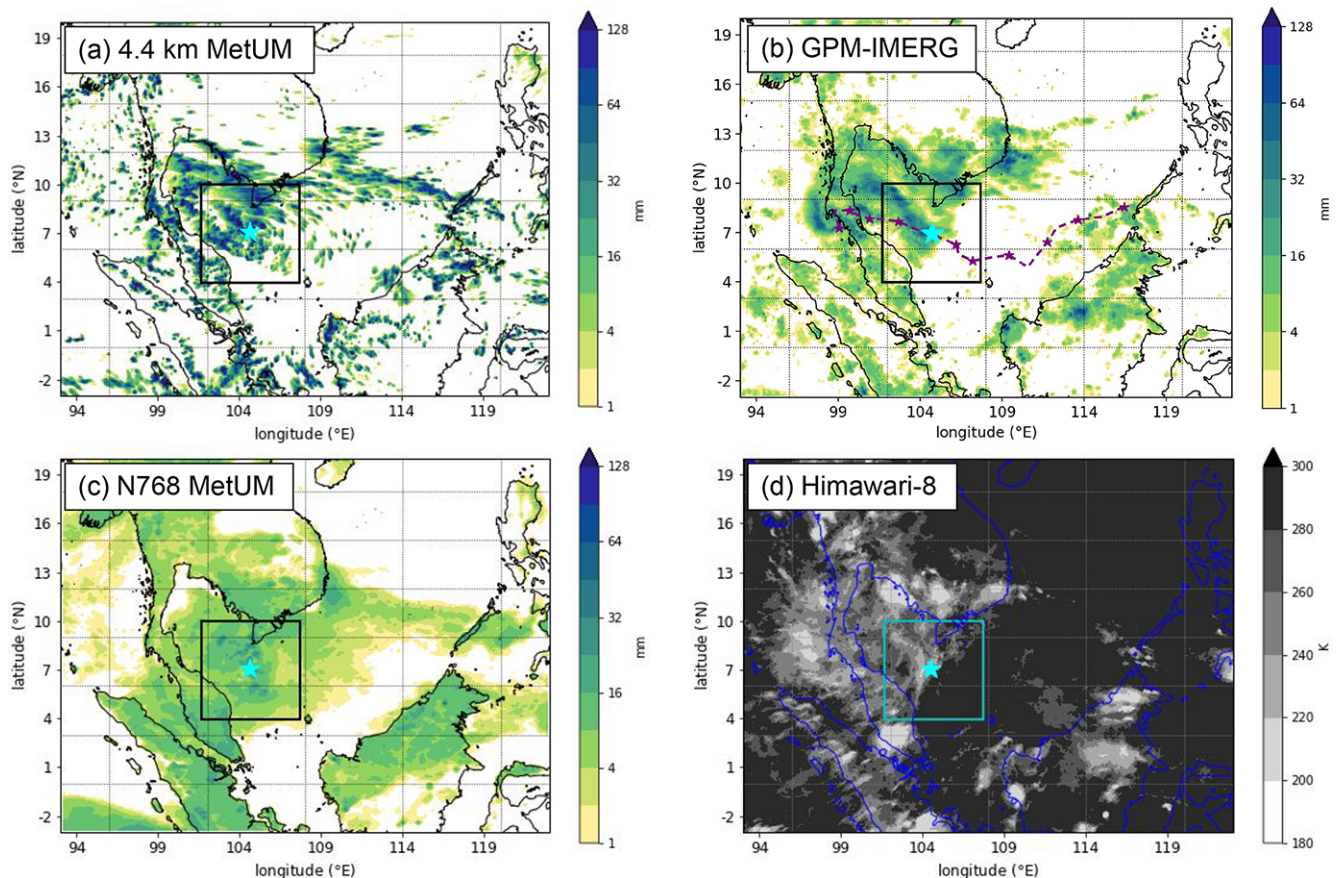 (a) 4.4 km MetUM
19
16
13
10
7
4
1
-2
latitude (°N)
94 99 104 109 114 119
longitude (°E)
128
64
32
16
4
1
mm
(b) GPM-IMERG
19
16
13
10
7
4
1
-2
latitude (°N)
94 99 104 109 114 119
longitude (°E)
128
64
32
16
4
1
mm
(c) N768 MetUM
19
16
13
10
7
4
1
-2
latitude (°N)
94 99 104 109 114 119
longitude (°E)
128
64
32
16
4
1
mm
(d) Himawari-8
19
16
13
10
7
4
1
-2
latitude (°N)
94 99 104 109 114 119
longitude (°E)
300
280
260
240
220
200
180
K